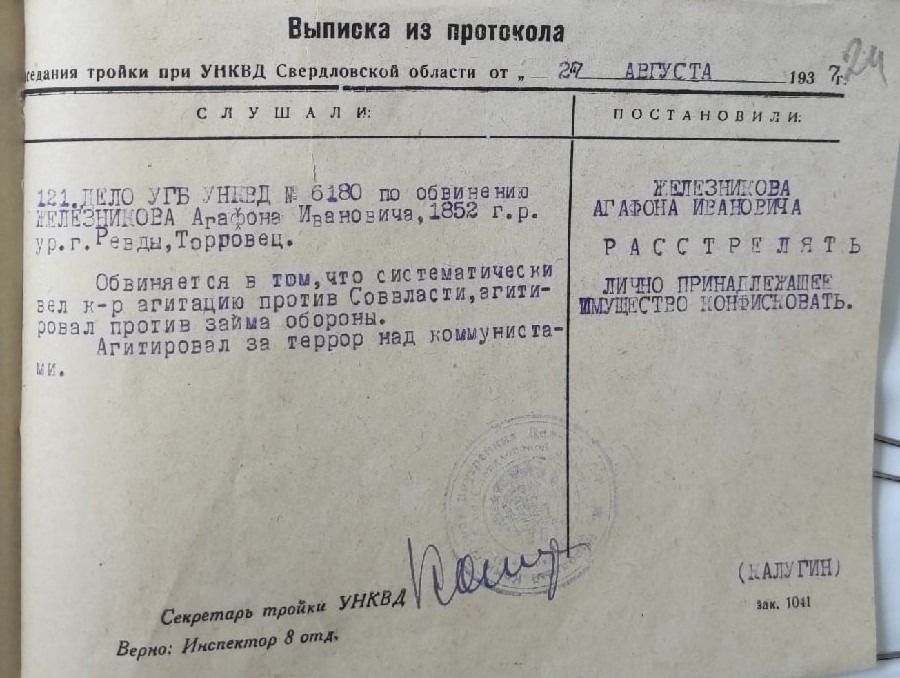 Выписка из протокола
24
седания тройки при УНКВД Свердловской области от „ 27 АВГУСТА 1937 г.
СЛУШАЛИ:
ПОСТАНОВИЛИ:
121.ДЕЛО УГБ УНКВД № 6180 по обвинению
ЖЕЛЕЗНИКОВА Агафона Ивановича,1852 г.р.
ур.г.Ревды,Торговец.
Обвиняется в том,что систематически
вел к-р агитацию против Соввласти,агити-
ровал против займа обороны.
Агитировал за террор над коммуниста-
ми.
ЖЕЛЕЗНИКОВА
АГАФОНА ИВАНОВИЧА
РАССТРЕЛЯТЬ
ЛИЧНО ПРИНАДЛЕЖАЩЕЕ
ИМУЩЕСТВО КОНФИСКОВАТЬ.
Секретарь тройки УНКВД
(КАЛУГИН)
Верно: Инспектор 8 отд.
зак. 1041